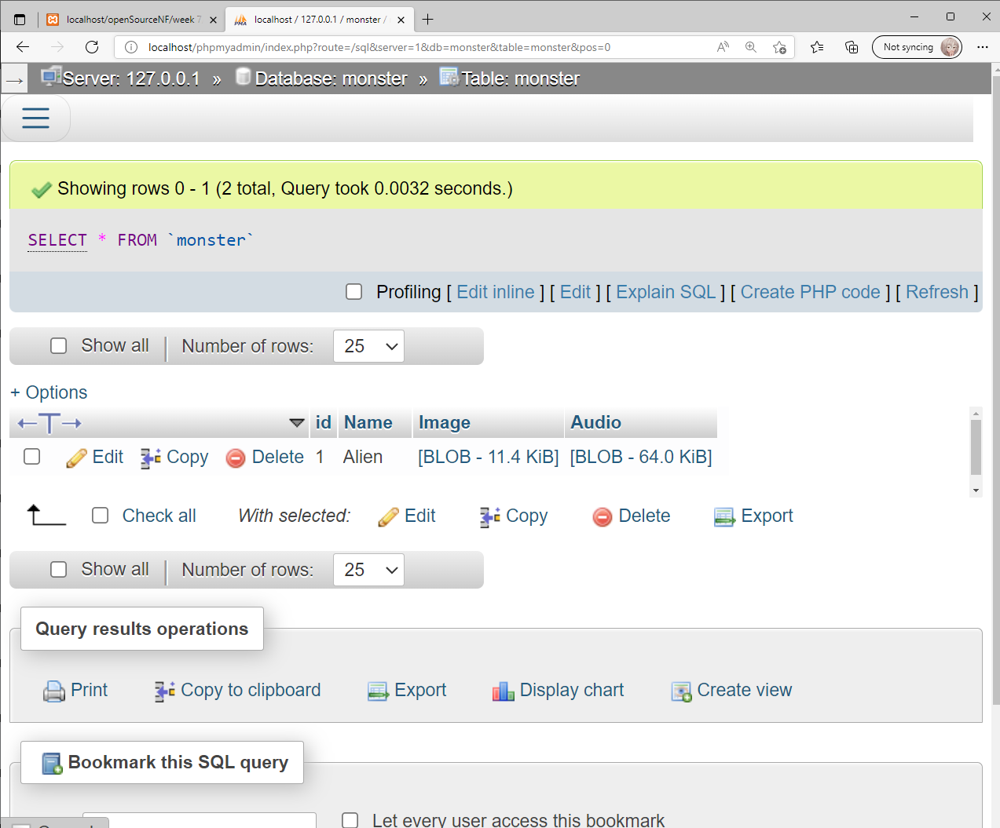 localhost/openSourceNF/week 7
localhost / 127.0.0.1 / monster /
localhost/phpmyadmin/index.php?route=/sql&server=1&db=monster&table=monster&pos=0
Not syncing
Server: 127.0.0.1 » Database: monster » Table: monster
Showing rows 0 - 1 (2 total, Query took 0.0032 seconds.)
SELECT * FROM `monster`
Profiling [ Edit inline ] [ Edit ] [ Explain SQL ] [ Create PHP code ] [ Refresh ]
Show all | Number of rows: 25
+ Options
←T→ id Name Image Audio
Edit Copy Delete 1 Alien [BLOB - 11.4 KiB] [BLOB - 64.0 KiB]
Check all With selected: Edit Copy Delete Export
Show all | Number of rows: 25
Query results operations
Print Copy to clipboard Export Display chart Create view
Bookmark this SQL query
Let every user access this bookmark